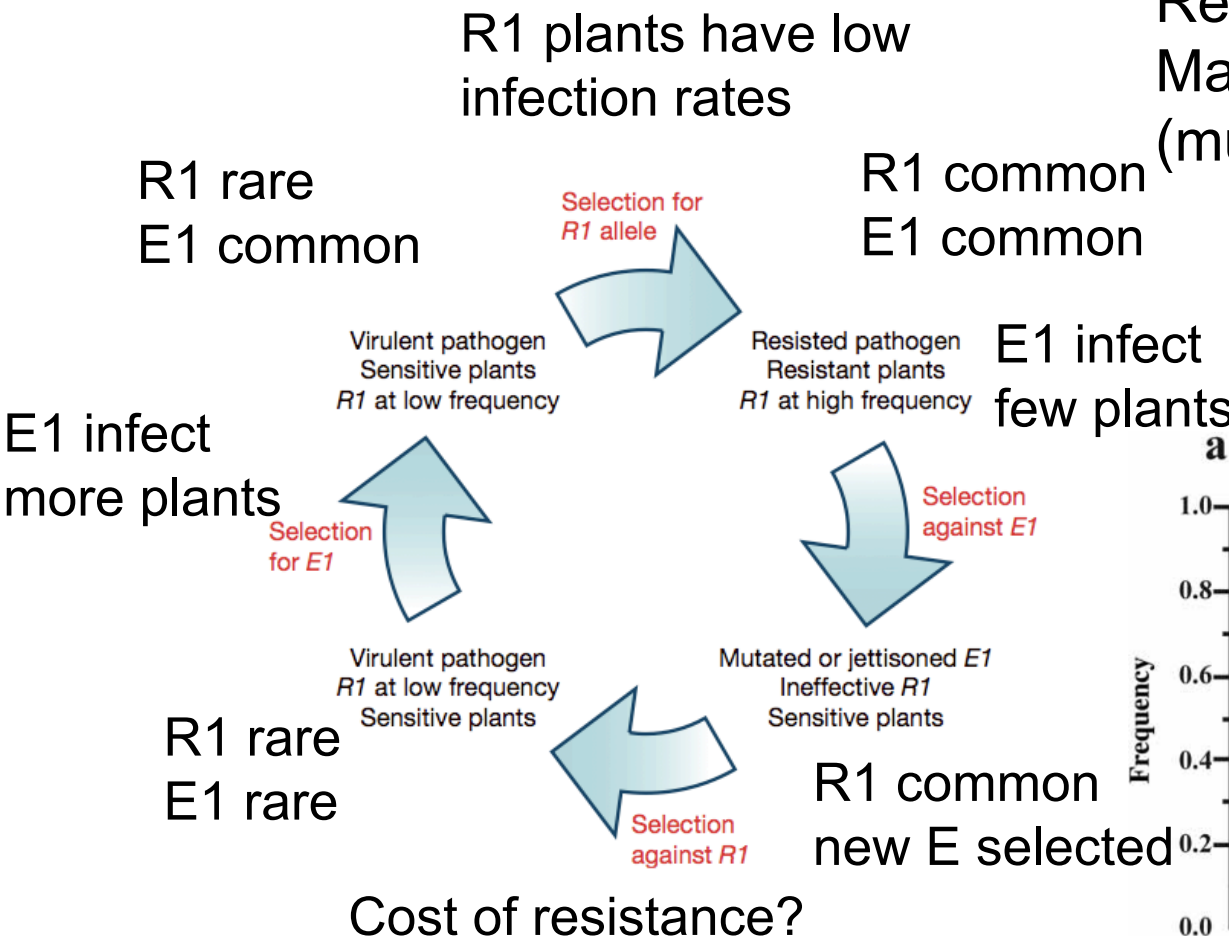 R1 plants have low
infection rates
R1 rare
E1 common
Selection for
R1 allele
R1 common
E1 common
Virulent pathogen
Sensitive plants
R1 at low frequency
Resisted pathogen
Resistant plants
R1 at high frequency
E1 infect
few plants
E1 infect
more plants
Selection
for E1
Selection
against E1
Virulent pathogen
R1 at low frequency
Sensitive plants
Mutated or jettisoned E1
Ineffective R1
Sensitive plants
R1 rare
E1 rare
Selection
against R1
R1 common
new E selected
Cost of resistance?
a
1.0
0.8
0.6
0.4
0.2
0.0
Frequency